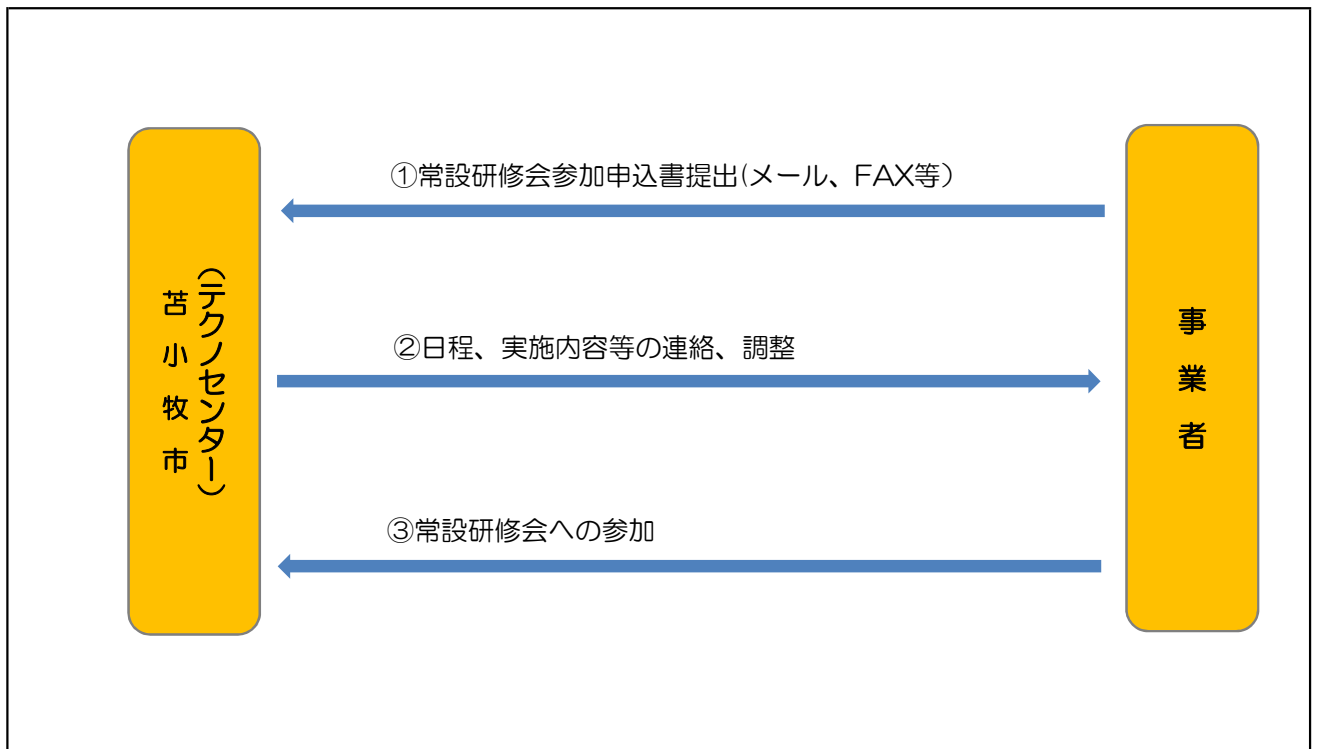 ①常設研修会参加申込書提出(メール、FAX等）
②日程、実施内容等の連絡、調整
③常設研修会への参加
苫小牧市
（テクノセンター）
事業者